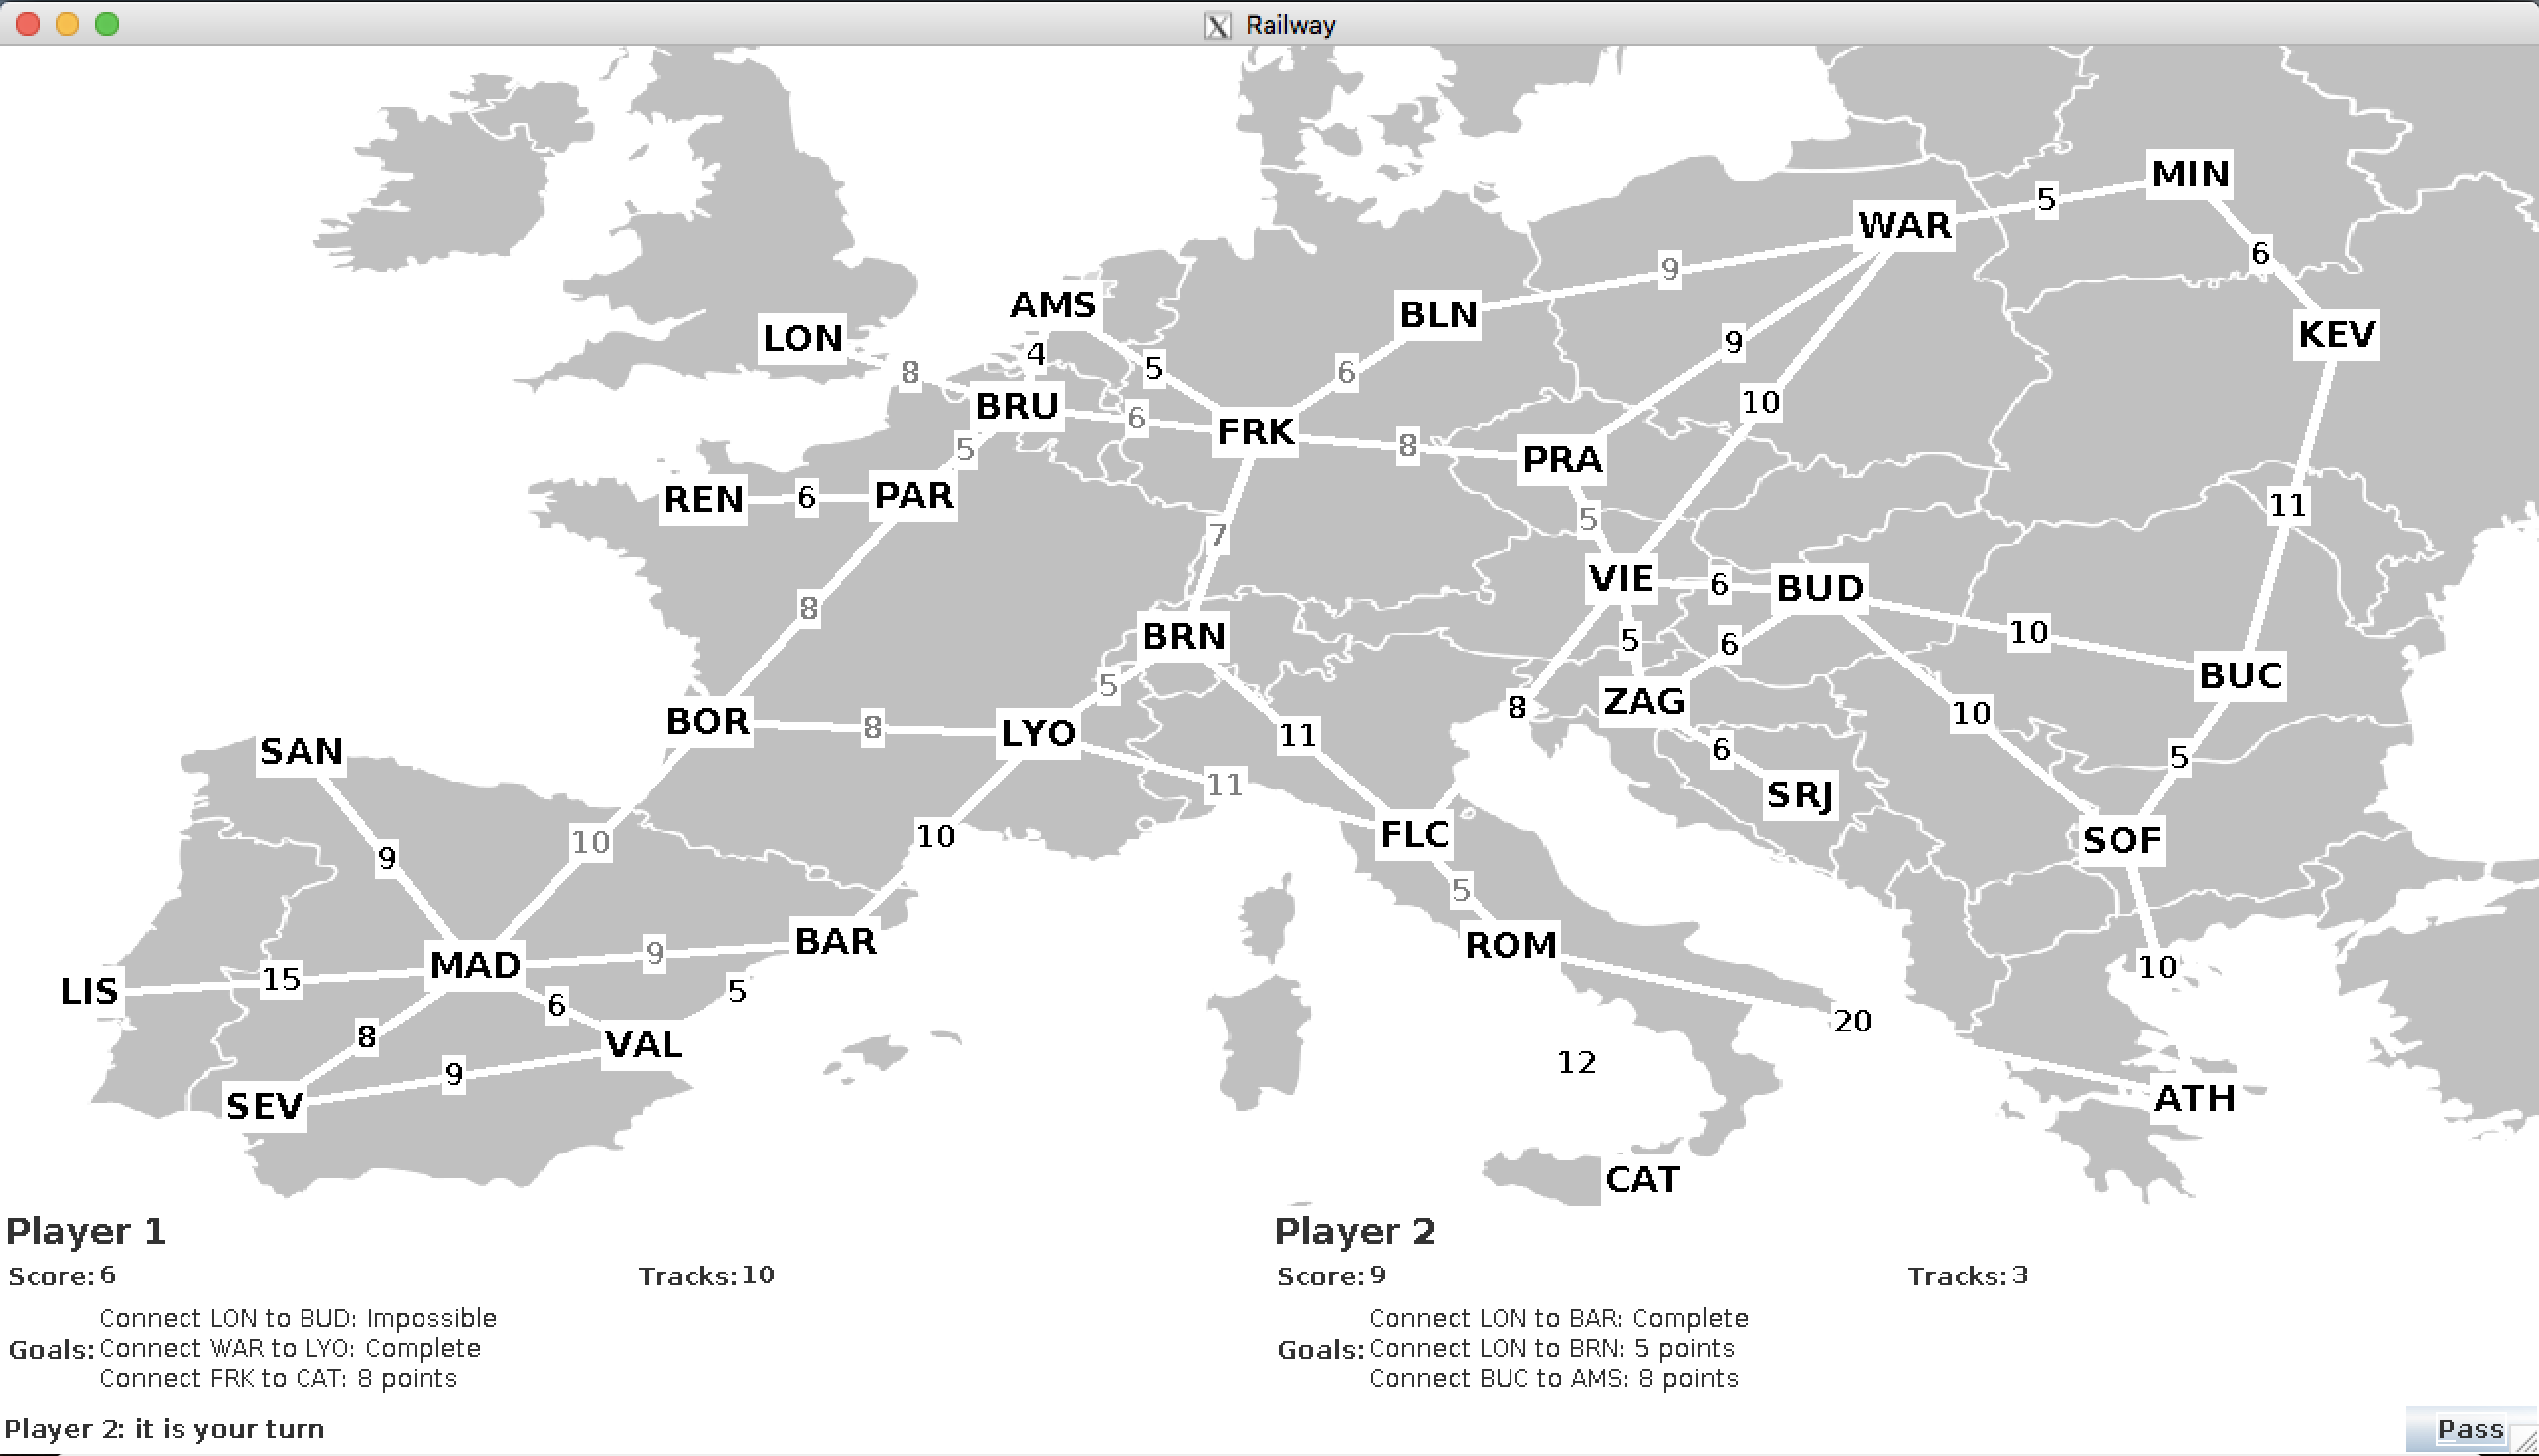 Railway
MIN
5
WAR
6
9
AMS
BLN
KEV
LON
4
9
5
8
6
10
BRU
6
FRK
5
8
PRA
REN
6
PAR
11
5
7
VIE
6
BUD
8
BRN
10
5
6
5
BUC
ZAG
8
10
BOR
8
LYO
11
SAN
6
5
11
SRJ
FLC
SOF
10
10
9
5
BAR
ROM
9
MAD
10
15
LIS
5
6
20
8
VAL
12
9
ATH
SEV
CAT
Player 1
Score: 6
Tracks: 10
Connect LON to BUD: Impossible
Goals: Connect WAR to LYO: Complete
Connect FRK to CAT: 8 points
Player 2
Score: 9
Tracks: 3
Connect LON to BAR: Complete
Goals: Connect LON to BRN: 5 points
Connect BUC to AMS: 8 points
Player 2: it is your turn
Pass